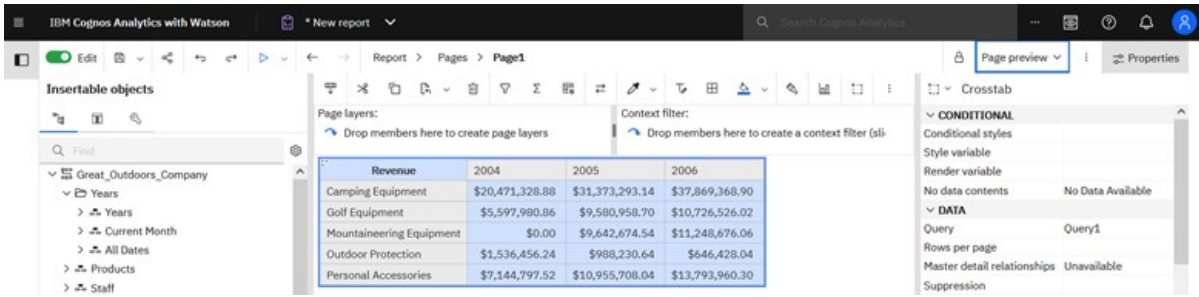 IBM Cognos Analytics with Watson
* New report
Search Cognos Analytics
Edit
Report > Pages > Page1
Page preview
Properties
Insertable objects
Find
Great_Outdoors_Company
Years
Years
Current Month
All Dates
Products
Staff
Page layers:
Drop members here to create page layers
Context filter:
Drop members here to create a context filter (sli-
Revenue 2004 2005 2006
Camping Equipment $20,471,328.88 $31,373,293.14 $37,869,368.90
Golf Equipment $5,597,980.86 $9,580,958.70 $10,726,526.02
Mountaineering Equipment $0.00 $9,642,674.54 $11,248,676.06
Outdoor Protection $1,536,456.24 $988,230.64 $646,428.04
Personal Accessories $7,144,797.52 $10,955,708.04 $13,793,960.30
Crosstab
CONDITIONAL
Conditional styles
Style variable
Render variable
No data contents No Data Available
DATA
Query Query1
Rows per page
Master detail relationships Unavailable
Suppression